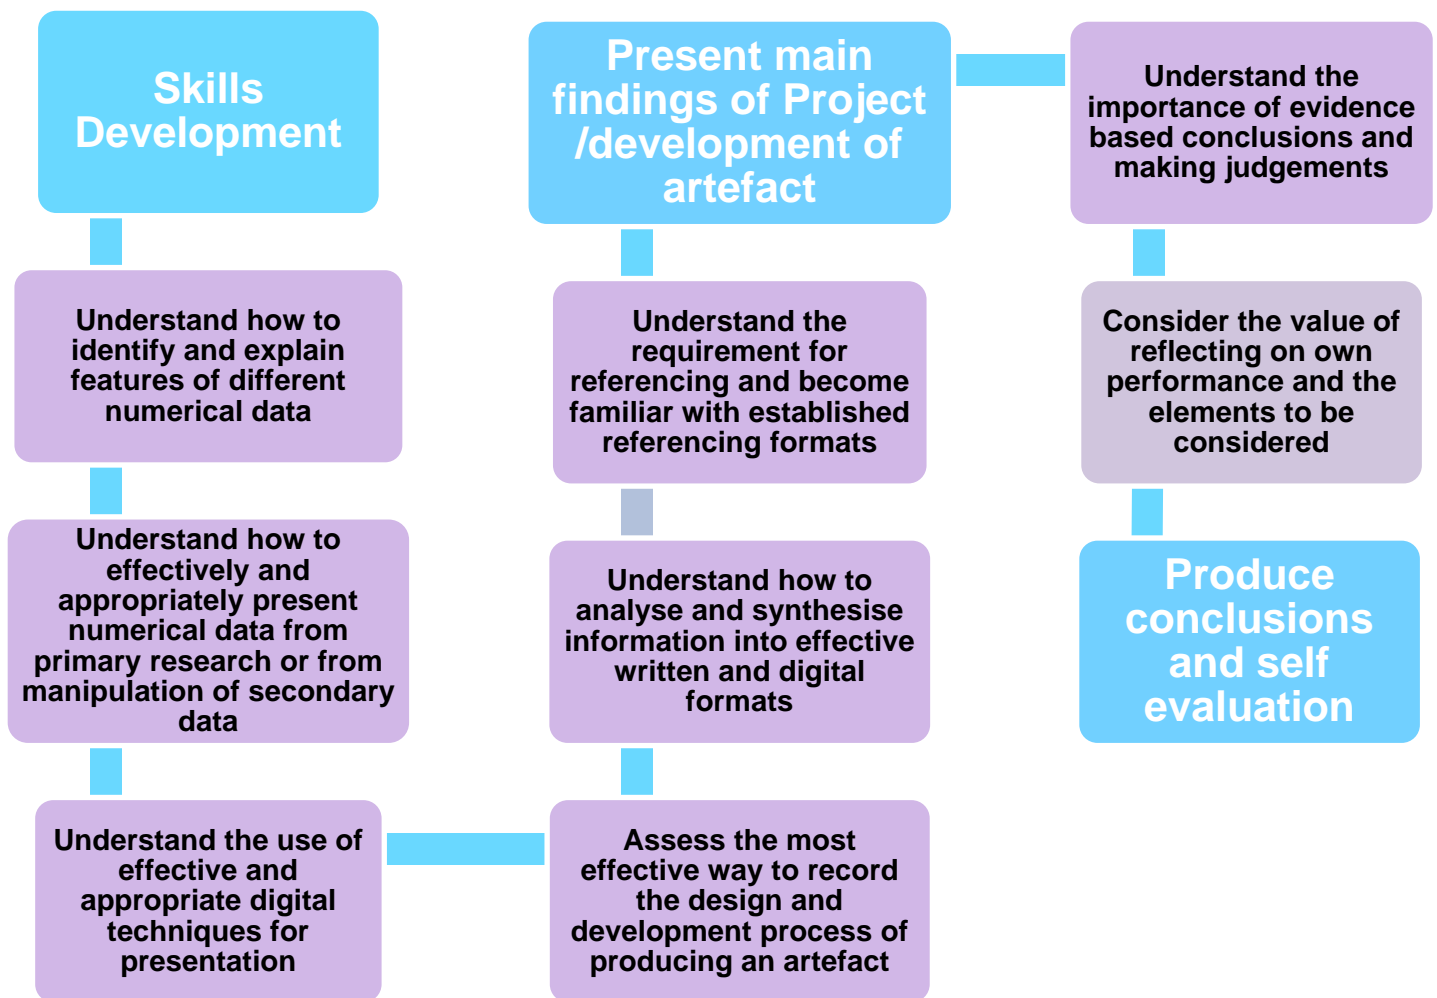 Skills
Development
Understand how to
identify and explain
features of different
numerical data
Understand how to
effectively and
appropriately present
numerical data from
primary research or from
manipulation of secondary
data
Understand the use of
effective and
appropriate digital
techniques for
presentation
Assess the most
effective way to record
the design and
development process of
producing an artefact
Understand how to
analyse and synthesise
information into effective
written and digital
formats
Understand the
requirement for
referencing and become
familiar with established
referencing formats
Present main
findings of Project
/development of
artefact
Understand the
importance of evidence
based conclusions and
making judgements
Consider the value of
reflecting on own
performance and the
elements to be
considered
Produce
conclusions
and self
evaluation